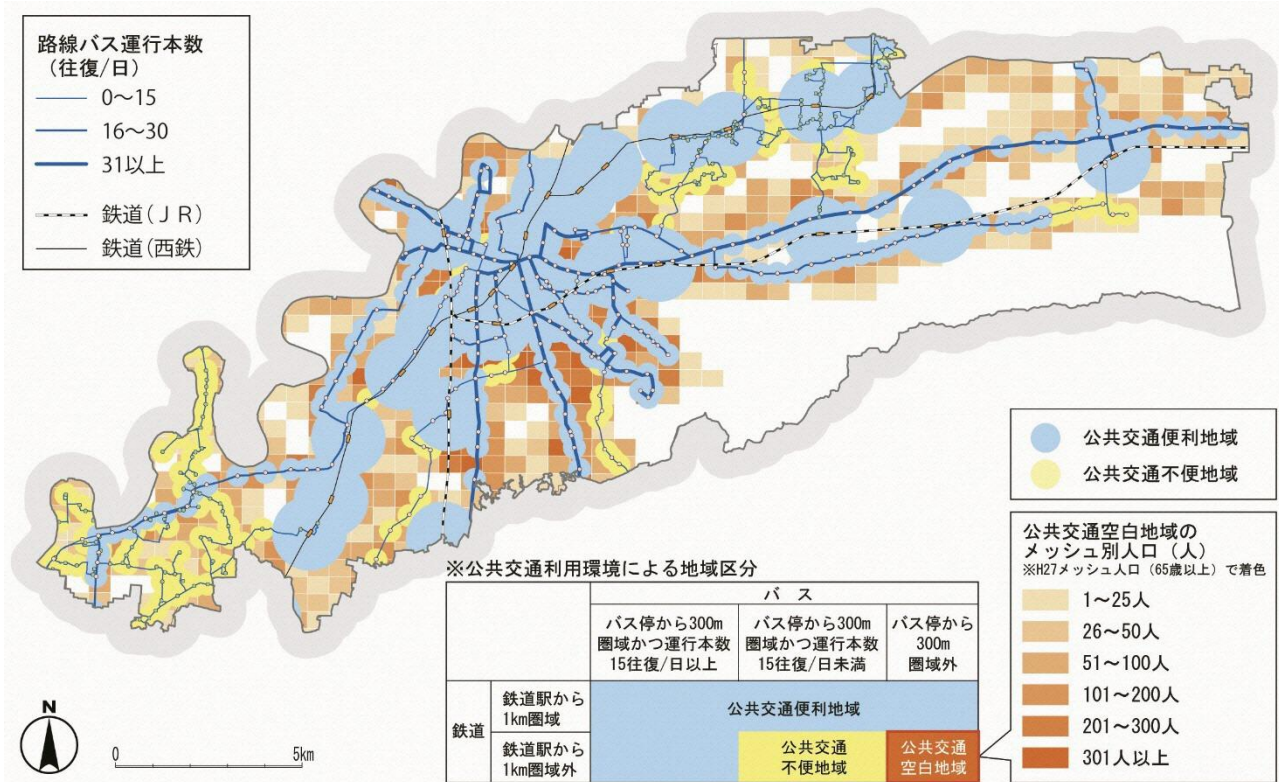 路線バス運行本数
(往復/日)
0〜15
16〜30
31以上
鉄道(JR)
鉄道(西鉄)
公共交通便利地域
公共交通不便地域
公共交通空白地域の
メッシュ別人口(人)
※H27メッシュ人口(65歳以上)で着色
1〜25人
26〜50人
51〜100人
101〜200人
201〜300人
301人以上
※公共交通利用環境による地域区分
バス
バス停から300m
圏域かつ運行本数
15往復/日以上
バス停から300m
圏域かつ運行本数
15往復/日未満
バス停から
300m
圏域外
鉄道
鉄道駅から
1km圏域
公共交通便利地域
鉄道駅から
1km圏域外
公共交通
不便地域
公共交通
空白地域
N
0
5km